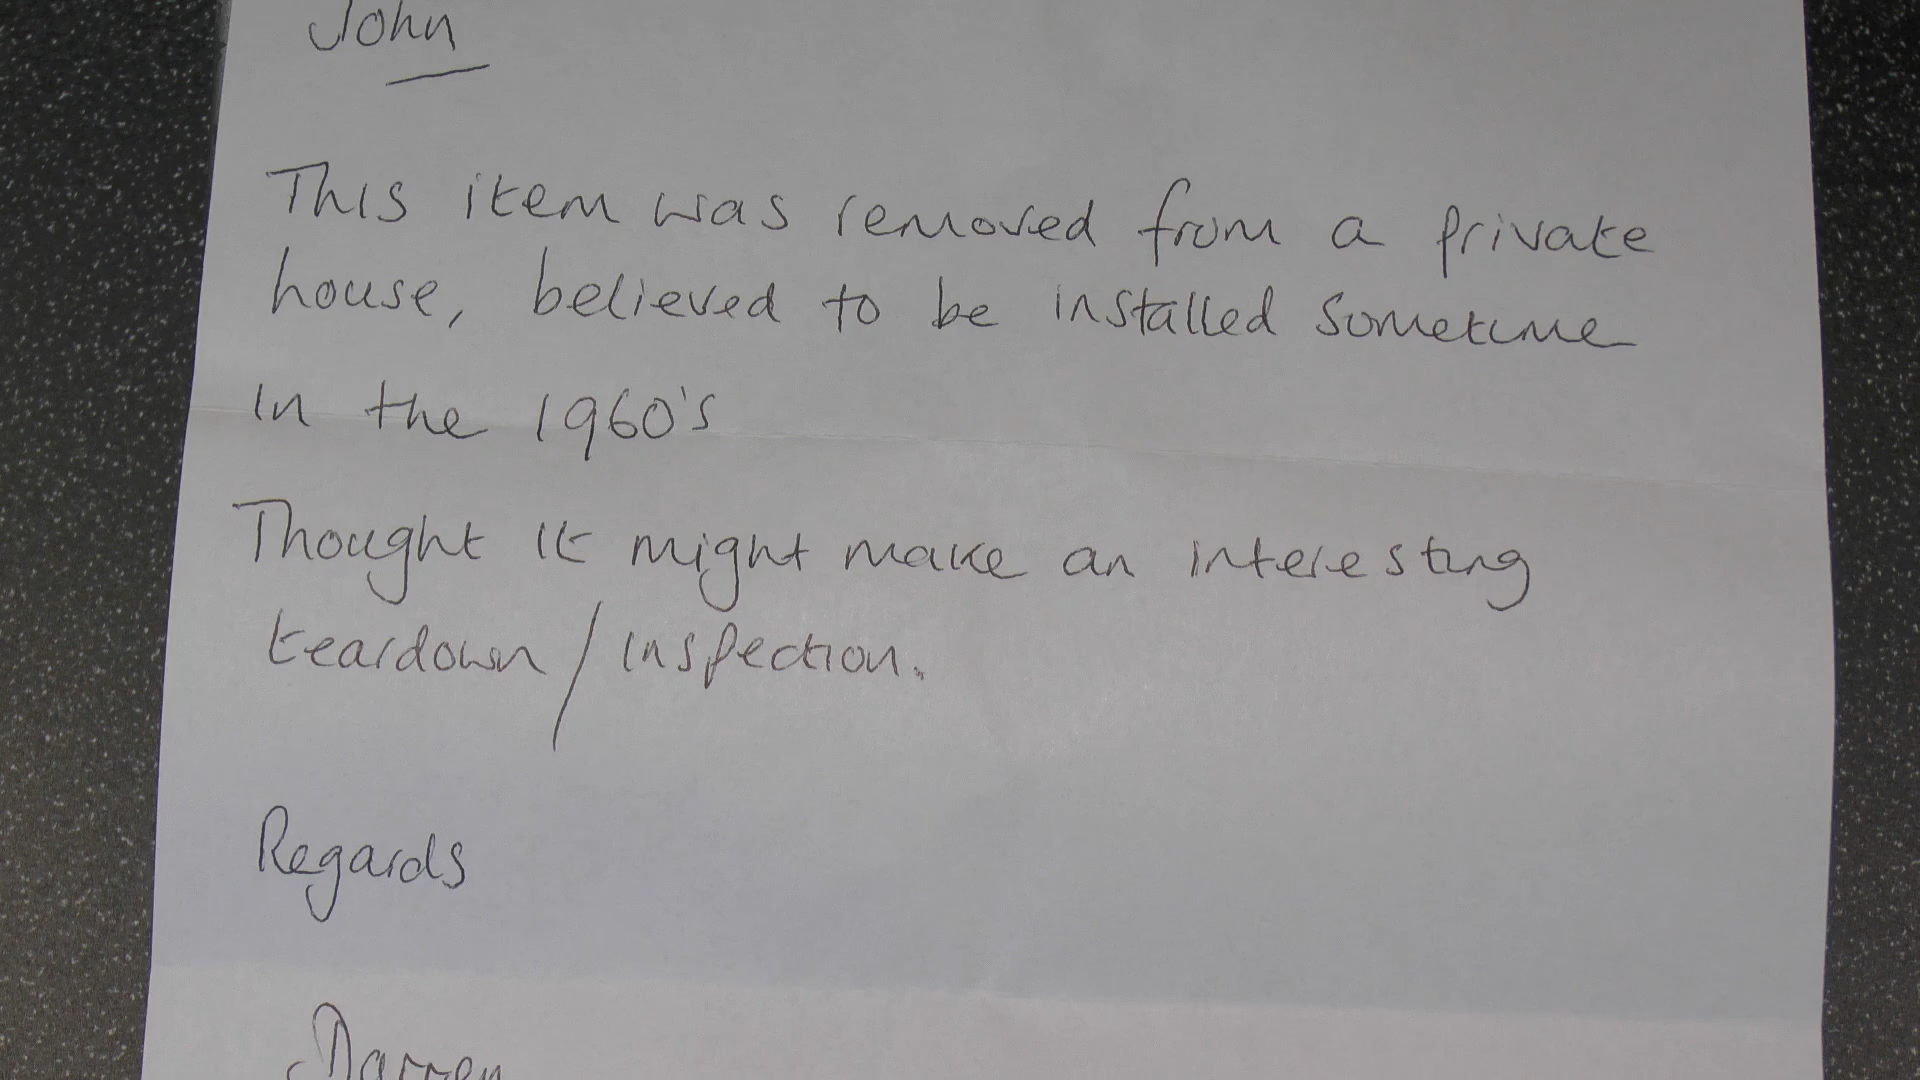 John
This item was removed from a private
house, believed to be installed sometime
in the 1960's
Thought it might make an interesting
teardown / inspection.
Regards
Darren